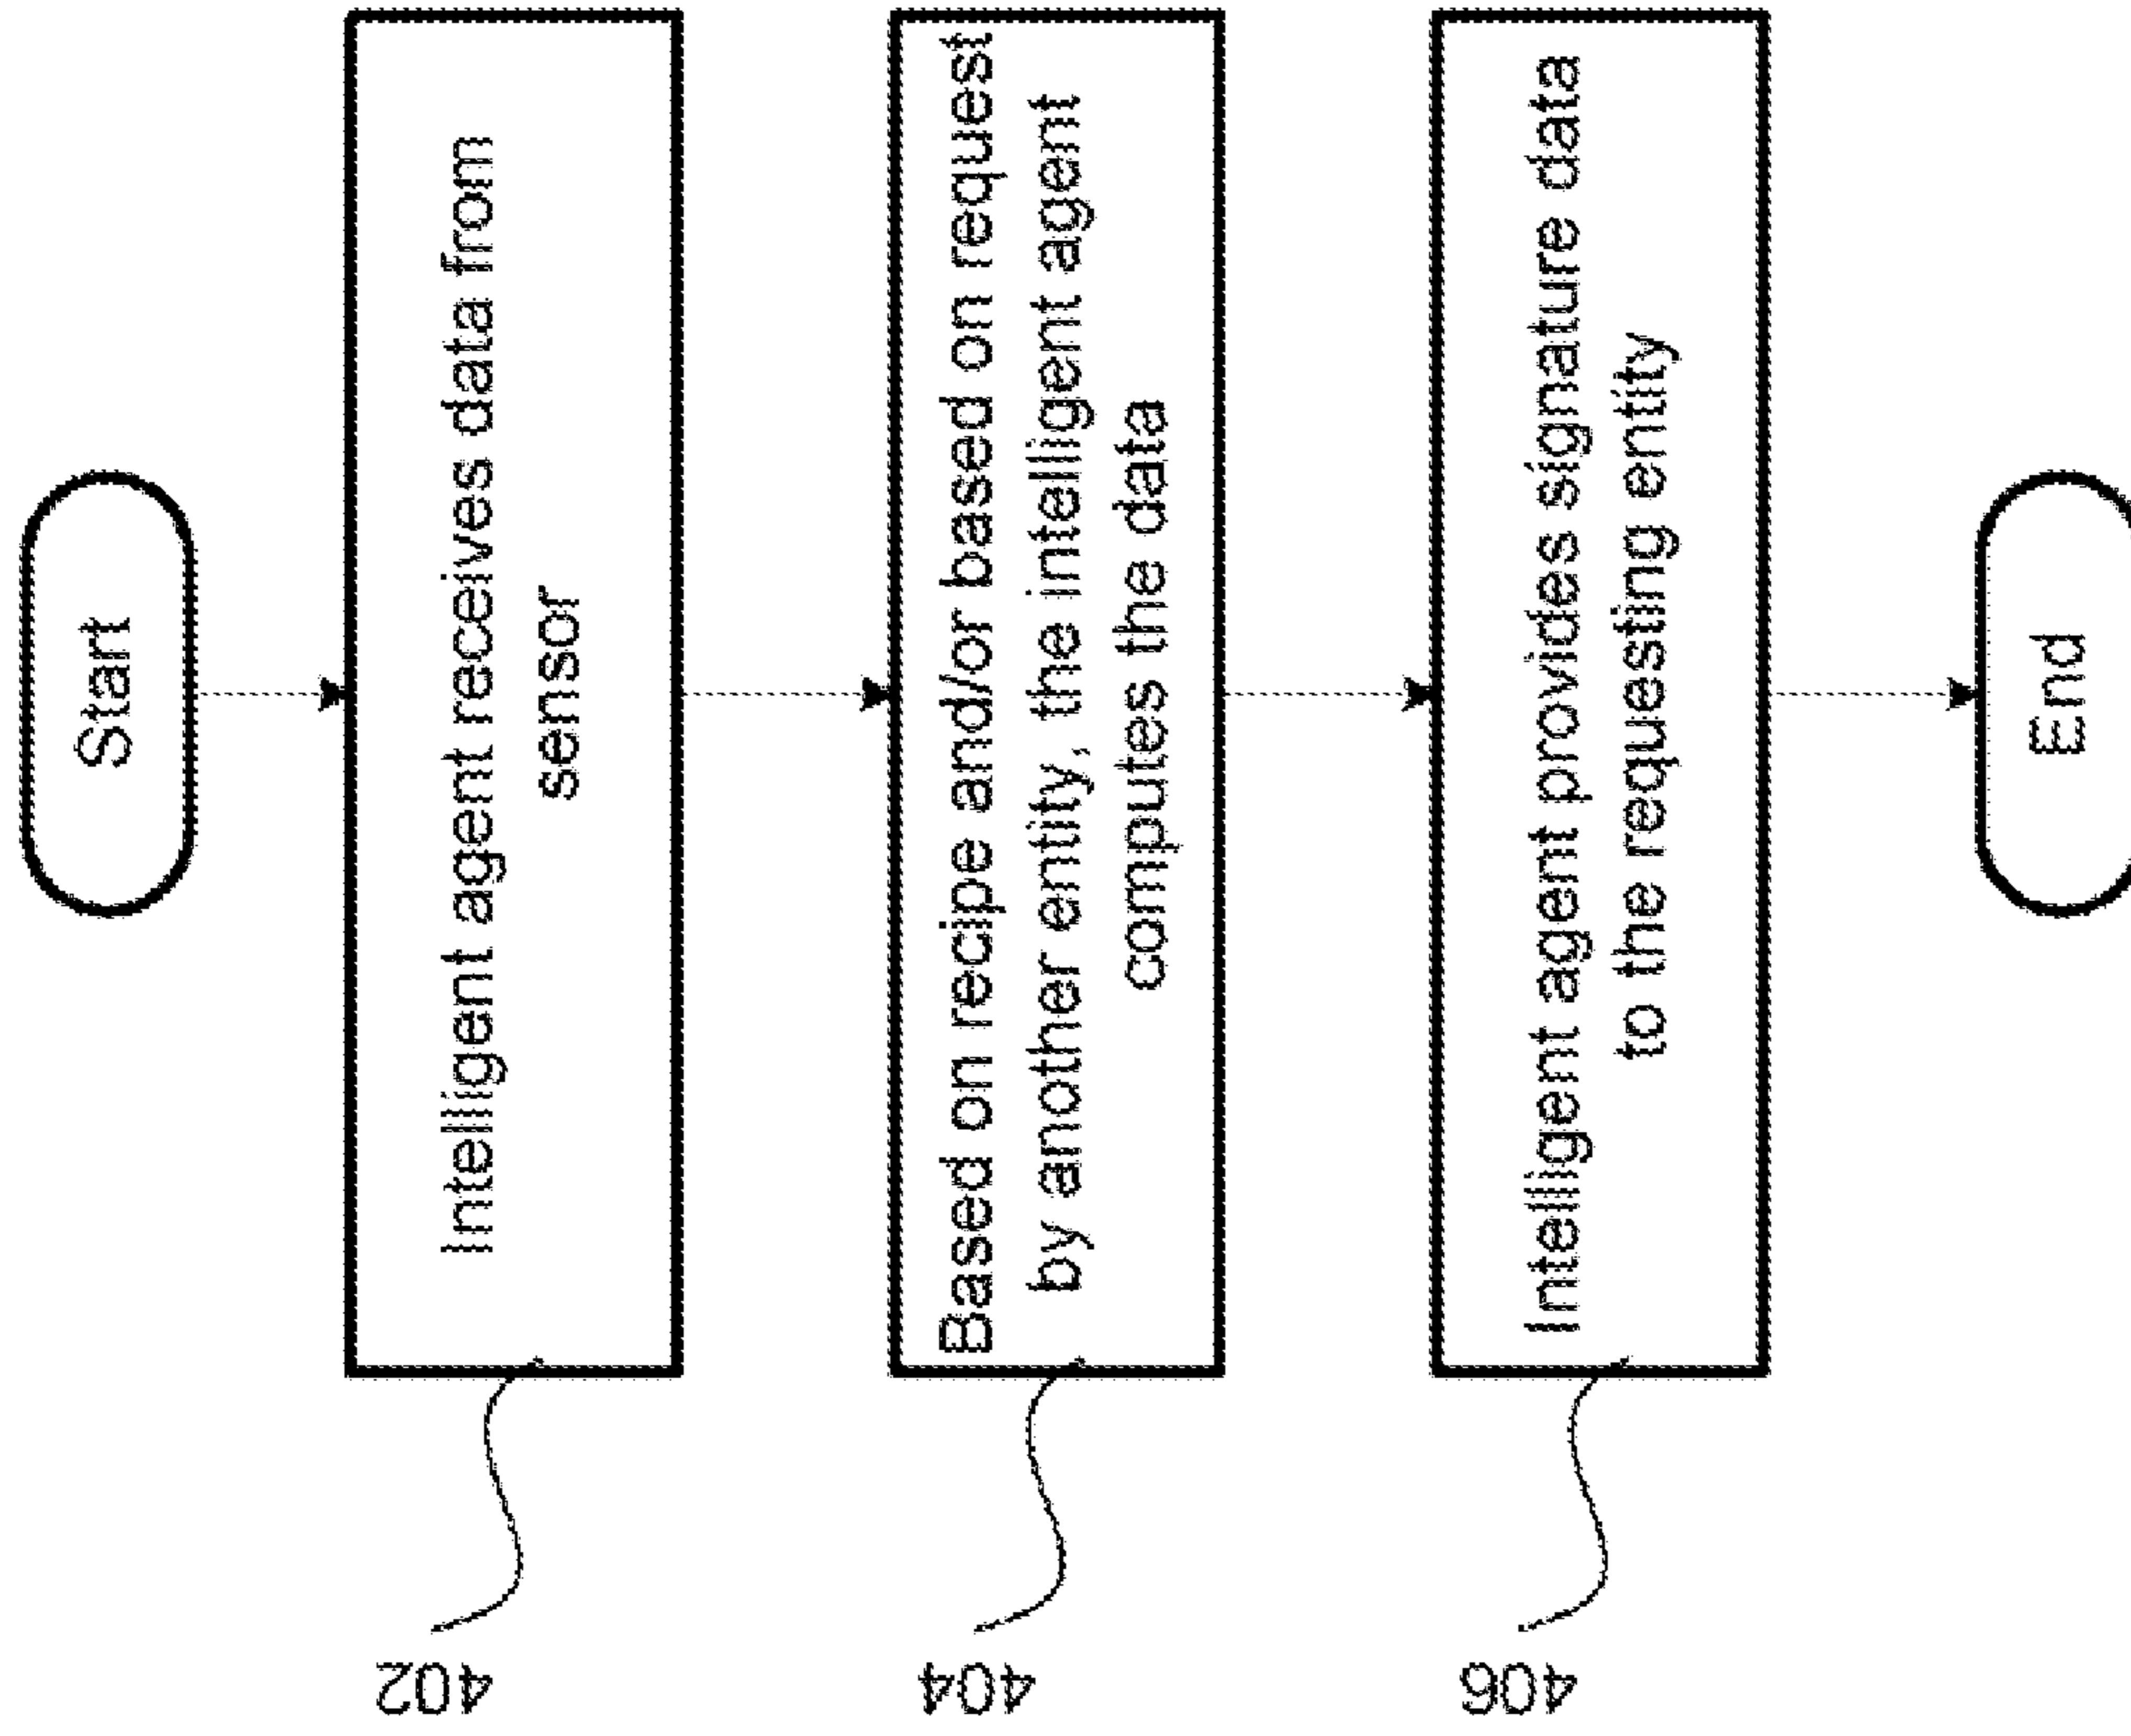 Start
402
Intelligent agent receives data from
sensor
404
Based on recipe and/or based on request
by another entity, the intelligent agent
computes the data
406
Intelligent agent provides signature data
to the requesting entity
End